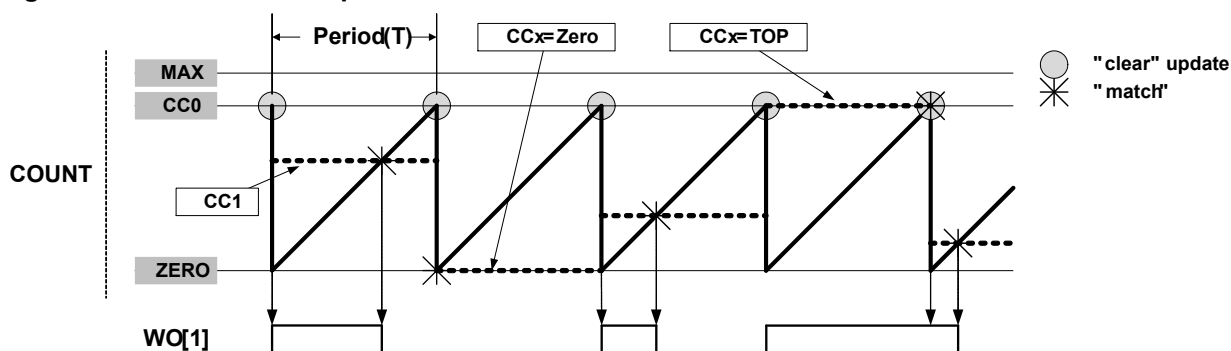 Period(T)
CCx=Zero
CCx=TOP
"clear" update
"match"
MAX
CC0
COUNT
CC1
ZERO
WO[1]